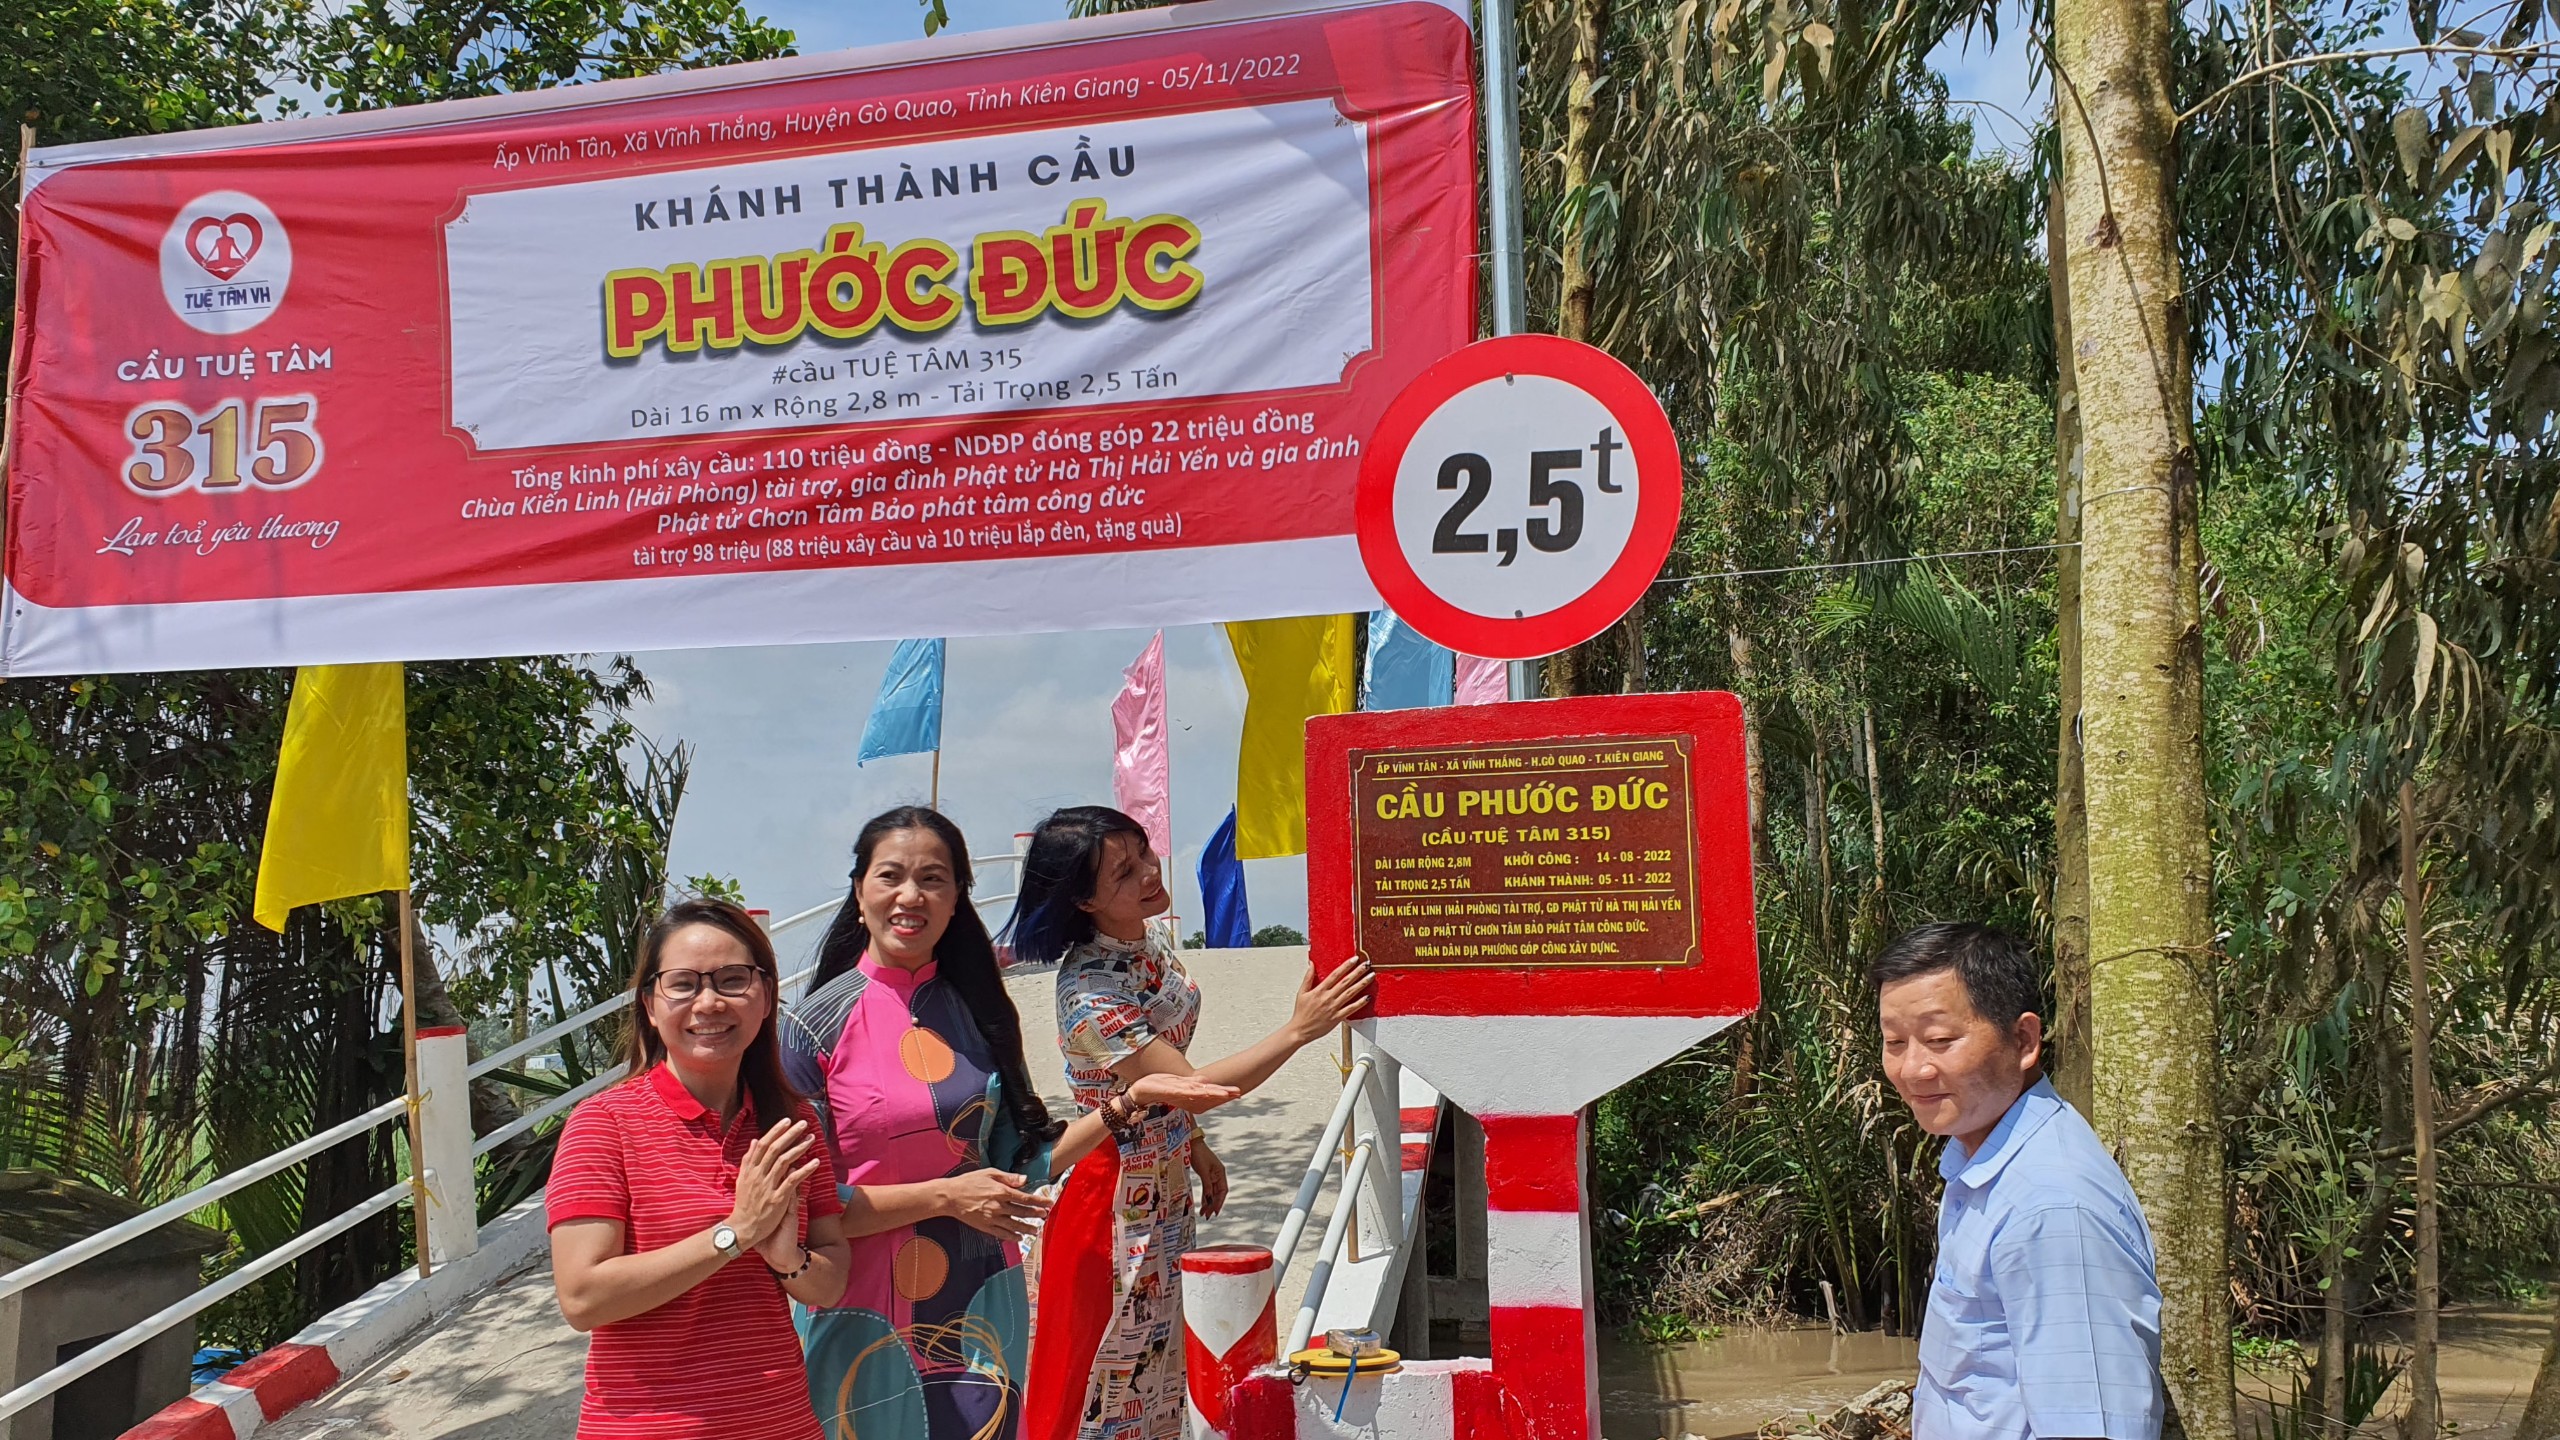 Ấp Vĩnh Tân, Xã Vĩnh Thắng, Huyện Gò Quao, Tỉnh Kiên Giang - 05/11/2022
KHÁNH THÀNH CẦU
PHƯỚC ĐỨC
#cầu TUỆ TÂM 315
Dài 16 m x Rộng 2,8 m - Tải Trọng 2,5 Tấn
Tổng kinh phí xây cầu: 110 triệu đồng - NDĐP đóng góp 22 triệu đồng
Chùa Kiến Linh (Hải Phòng) tài trợ, gia đình Phật tử Hà Thị Hải Yến và gia đình
Phật tử Chơn Tâm Bảo phát tâm công đức
tài trợ 98 triệu (88 triệu xây cầu và 10 triệu lắp đèn, tặng quà)
TUỆ TÂM VH
CẦU TUỆ TÂM
315
Lan toả yêu thương
2,5t
ẤP VĨNH TÂN - XÃ VĨNH THẮNG - H.GÒ QUAO - T.KIÊN GIANG
CẦU PHƯỚC ĐỨC
(CẦU TUỆ TÂM 315)
DÀI 16M RỘNG 2,8M KHỞI CÔNG : 14 - 08 - 2022
TẢI TRỌNG 2,5 TẤN KHÁNH THÀNH: 05 - 11 - 2022
CHÙA KIẾN LINH (HẢI PHÒNG) TÀI TRỢ, GĐ PHẬT TỬ HÀ THỊ HẢI YẾN
VÀ GĐ PHẬT TỬ CHƠN TÂM BẢO PHÁT TÂM CÔNG ĐỨC.
NHÂN DÂN ĐỊA PHƯƠNG GÓP CÔNG XÂY DỰNG.